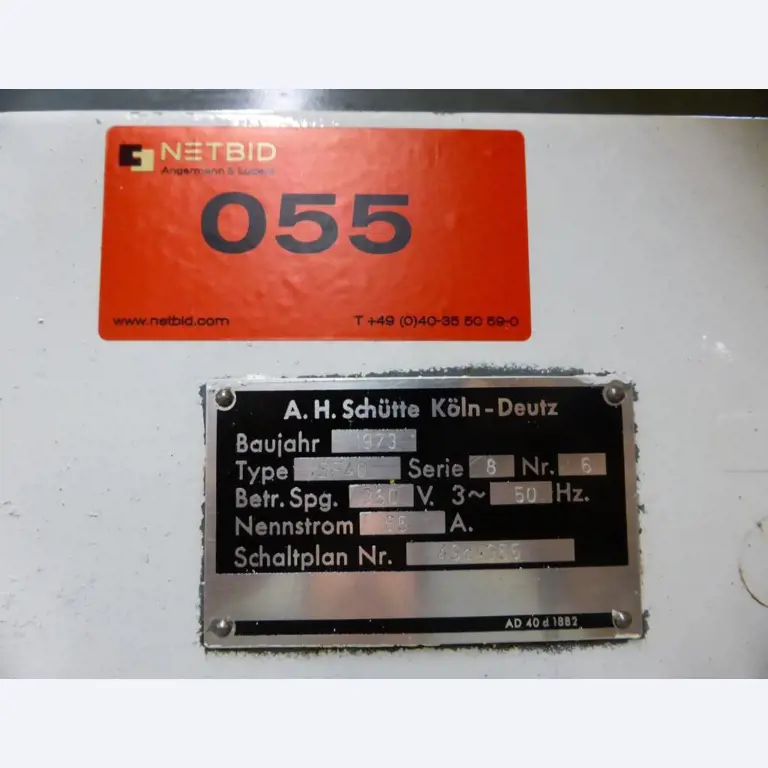 NETBID
Angermann & Lüders
055
www.netbid.com
T +49 (0)40-35 50 59-0
A. H. Schütte Köln-Deutz
Baujahr 1973
Type Serie 8 Nr. 6
Betr. Spg. V. 3~ 50 Hz.
Nennstrom A.
Schaltplan Nr.
AD 40 d 1882